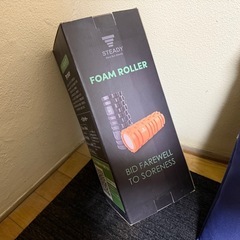 STEADY
FOAM ROLLER
BID FAREWELL
TO SORENESS